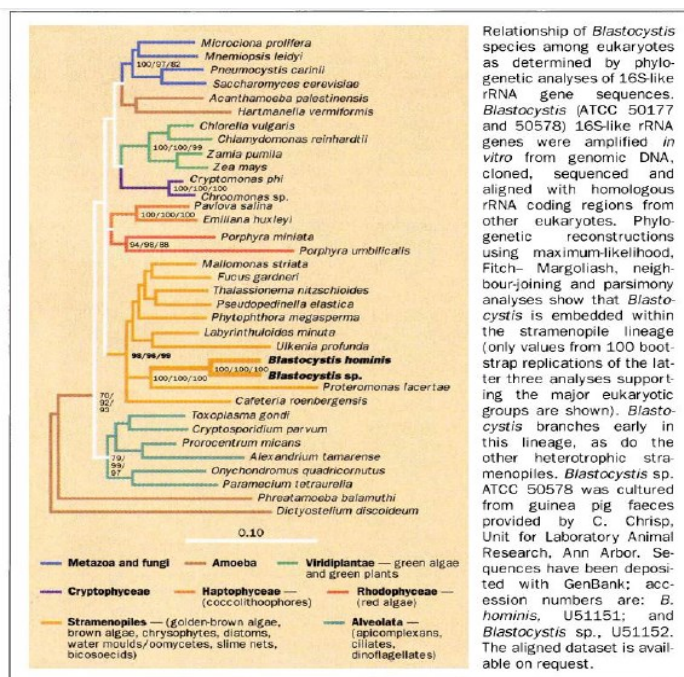 Microciona prolifera
Mnemiopsis leidyi
100/97/82
Pneumocystis carinii
Saccharomyces cerevisiae
Acanthamoeba palestinensis
Hartmanella vermiformis
Chlorella vulgaris
Chlamydomonas reinhardtii
100/100/99
Zamia pumila
Zea mays
Cryptomonas phi
100/100/100
Chroomonas sp.
Pavlova salina
100/100/100
Emiliana huxleyi
Porphyra miniata
94/98/88
Porphyra umbilicalis
Mallomonas striata
Fucus gardneri
Thalassionema nitzschioides
Pseudopedinella elastica
Phytophthora megasperma
Labyrinthuloides minuta
Ulkenia profunda
98/96/99
Blastocystis hominis
100/100/100
Blastocystis sp.
100/100/100
Proteromonas lacertae
Cafeteria roenbergensis
70/
92/
93
Toxoplasma gondi
Cryptosporidium parvum
Prorocentrum micans
Alexandrium tamarense
79/
99/
97
Onychodromus quadricornutus
Paramecium tetraurelia
Phreatamoeba balamuthi
Dictyostelium discoideum
0.10
Metazoa and fungi
Amoeba
Viridiplantae — green algae
and green plants
Cryptophyceae
Haptophyceae —
(coccolithoophores)
Rhodophyceae —
(red algae)
Stramenopiles — (golden-brown algae,
brown algae, chrysophytes, diatoms,
water moulds/oomycetes, slime nets,
bicosoecids)
Alveolata —
(apicomplexans,
ciliates,
dinoflagellates)
Relationship of Blastocystis
species among eukaryotes
as determined by phylo-
genetic analyses of 16S-like
rRNA gene sequences.
Blastocystis (ATCC 50177
and 50578) 16S-like rRNA
genes were amplified in
vitro from genomic DNA,
cloned, sequenced and
aligned with homologous
rRNA coding regions from
other eukaryotes. Phylo-
genetic reconstructions
using maximum-likelihood,
Fitch– Margoliash, neigh-
bour-joining and parsimony
analyses show that Blasto-
cystis is embedded within
the stramenopile lineage
(only values from 100 boot-
strap replications of the lat-
ter three analyses support-
ing the major eukaryotic
groups are shown). Blasto-
cystis branches early in
this lineage, as do the
other heterotrophic stra-
menopiles. Blastocystis sp.
ATCC 50578 was cultured
from guinea pig faeces
provided by C. Chrisp,
Unit for Laboratory Animal
Research, Ann Arbor. Se-
quences have been deposi-
ted with GenBank; acc-
ession numbers are: B.
hominis, U51151; and
Blastocystis sp., U51152.
The aligned dataset is avail-
able on request.